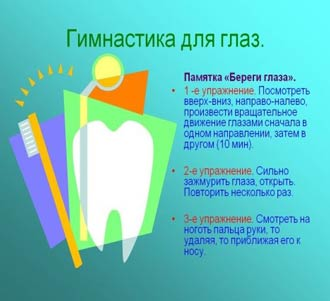 Гимнастика для глаз.
Памятка «Береги глаза».
• 1 -е упражнение. Посмотреть
вверх-вниз, направо-налево,
произвести вращательное
движение глазами сначала в
одном направлении, затем в
другом (10 мин).
• 2-е упражнение. Сильно
зажмурить глаза, открыть.
Повторить несколько раз.
• 3-е упражнение. Смотреть на
ноготь пальца руки, то
удаляя, то приближая его к
носу.